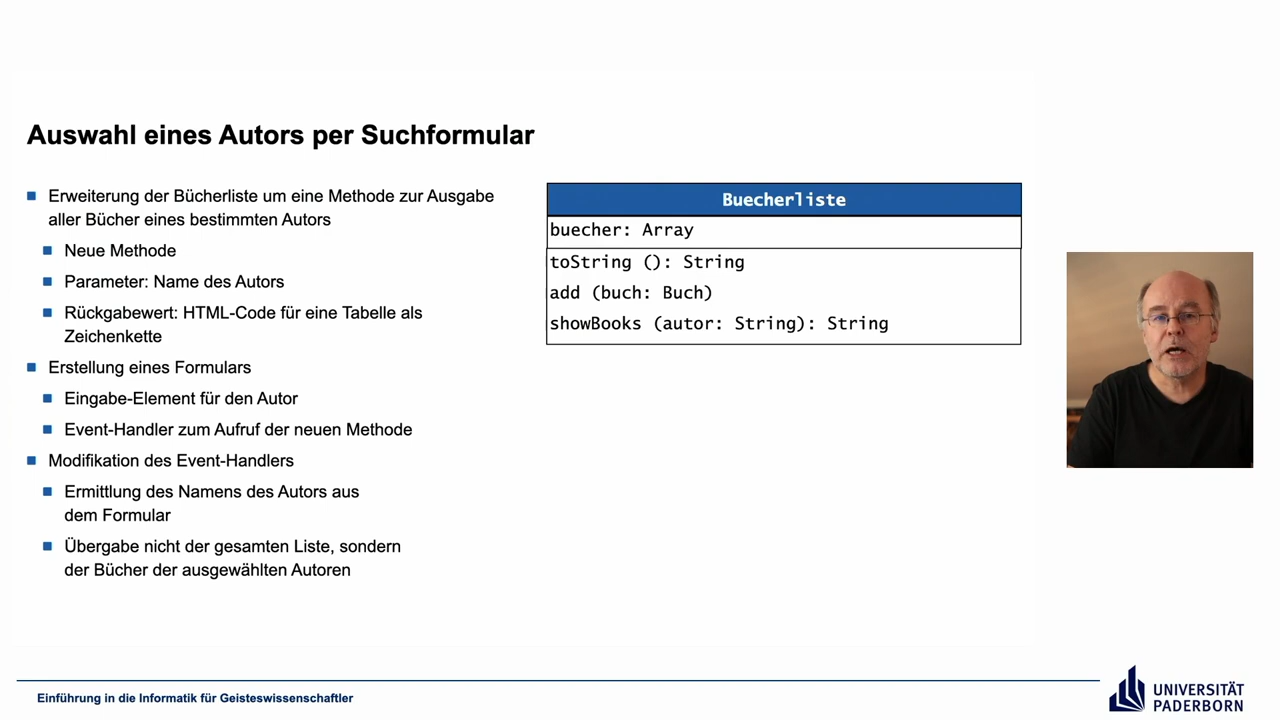 Auswahl eines Autors per Suchformular
Erweiterung der Bücherliste um eine Methode zur Ausgabe
aller Bücher eines bestimmten Autors
Neue Methode
Parameter: Name des Autors
Rückgabewert: HTML-Code für eine Tabelle als
Zeichenkette
Erstellung eines Formulars
Eingabe-Element für den Autor
Event-Handler zum Aufruf der neuen Methode
Modifikation des Event-Handlers
Ermittlung des Namens des Autors aus
dem Formular
Übergabe nicht der gesamten Liste, sondern
der Bücher der ausgewählten Autoren
Buecherliste
buecher: Array
toString (): String
add (buch: Buch)
showBooks (autor: String): String
Einführung in die Informatik für Geisteswissenschaftler
UNIVERSITÄT
PADERBORN